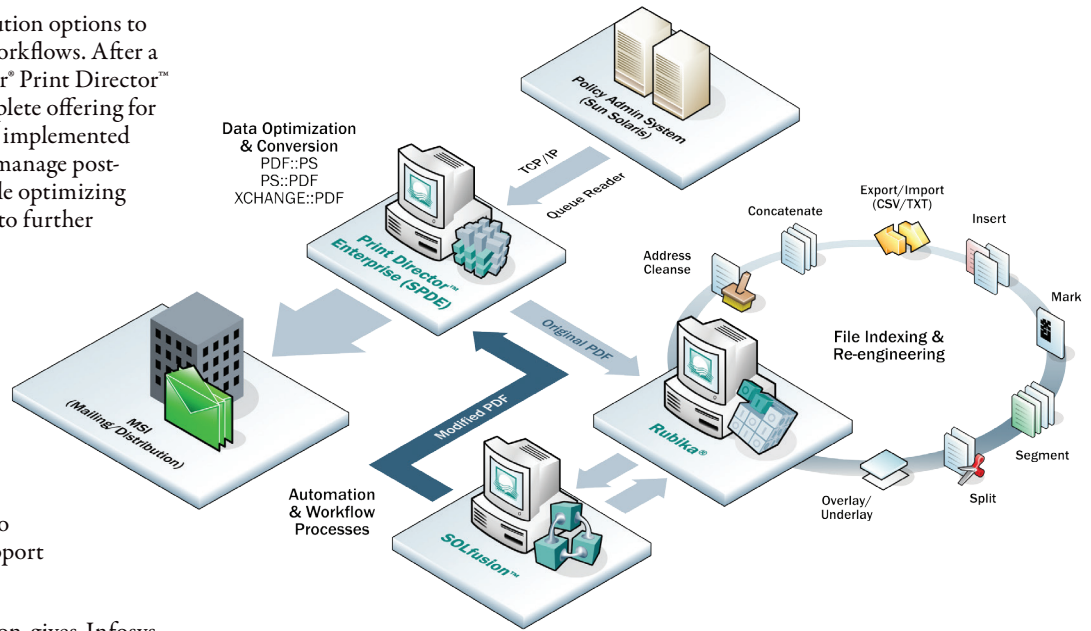 ution options to
orkflows. After a
r® Print Director™
plete offering for
implemented
manage post-
le optimizing
to further
o
port
on, gives Infosys
Policy Admin System
(Sun Solaris)
Data Optimization
& Conversion
PDF::PS
PS::PDF
XCHANGE::PDF
TCP/IP
Queue Reader
Print Director™
Enterprise (SPDE)
Original PDF
Modified PDF
MSI
(Mailing/Distribution)
Automation
& Workflow
Processes
SOLfusion™
Rubika®
File Indexing &
Re-engineering
Address
Cleanse
Concatenate
Export/Import
(CSV/TXT)
Insert
Mark
Segment
Split
Overlay/
Underlay